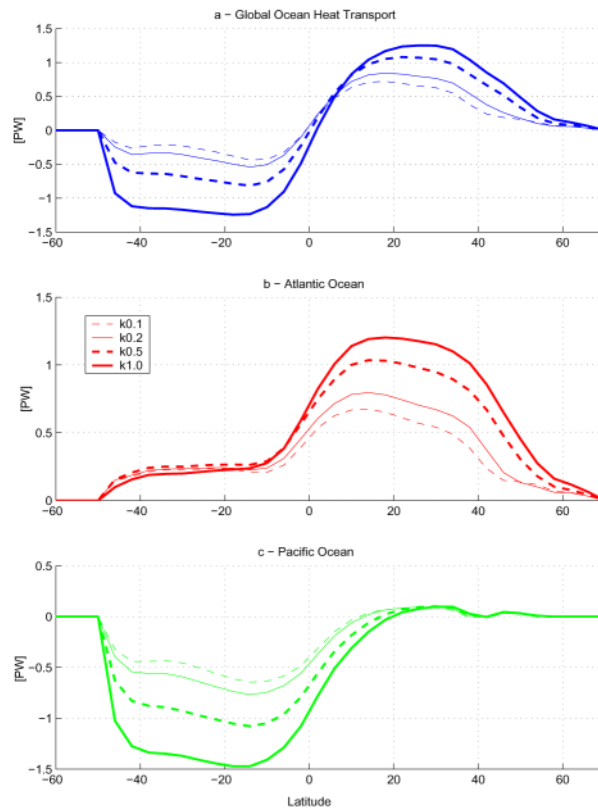 a − Global Ocean Heat Transport
1.5
1
0.5
0
−0.5
−1
−1.5
[PW]
−60 −40 −20 0 20 40 60
b − Atlantic Ocean
1.5
1
0.5
0
[PW]
k0.1
k0.2
k0.5
k1.0
−60 −40 −20 0 20 40 60
c − Pacific Ocean
0.5
0
−0.5
−1
−1.5
[PW]
−60 −40 −20 0 20 40 60
Latitude